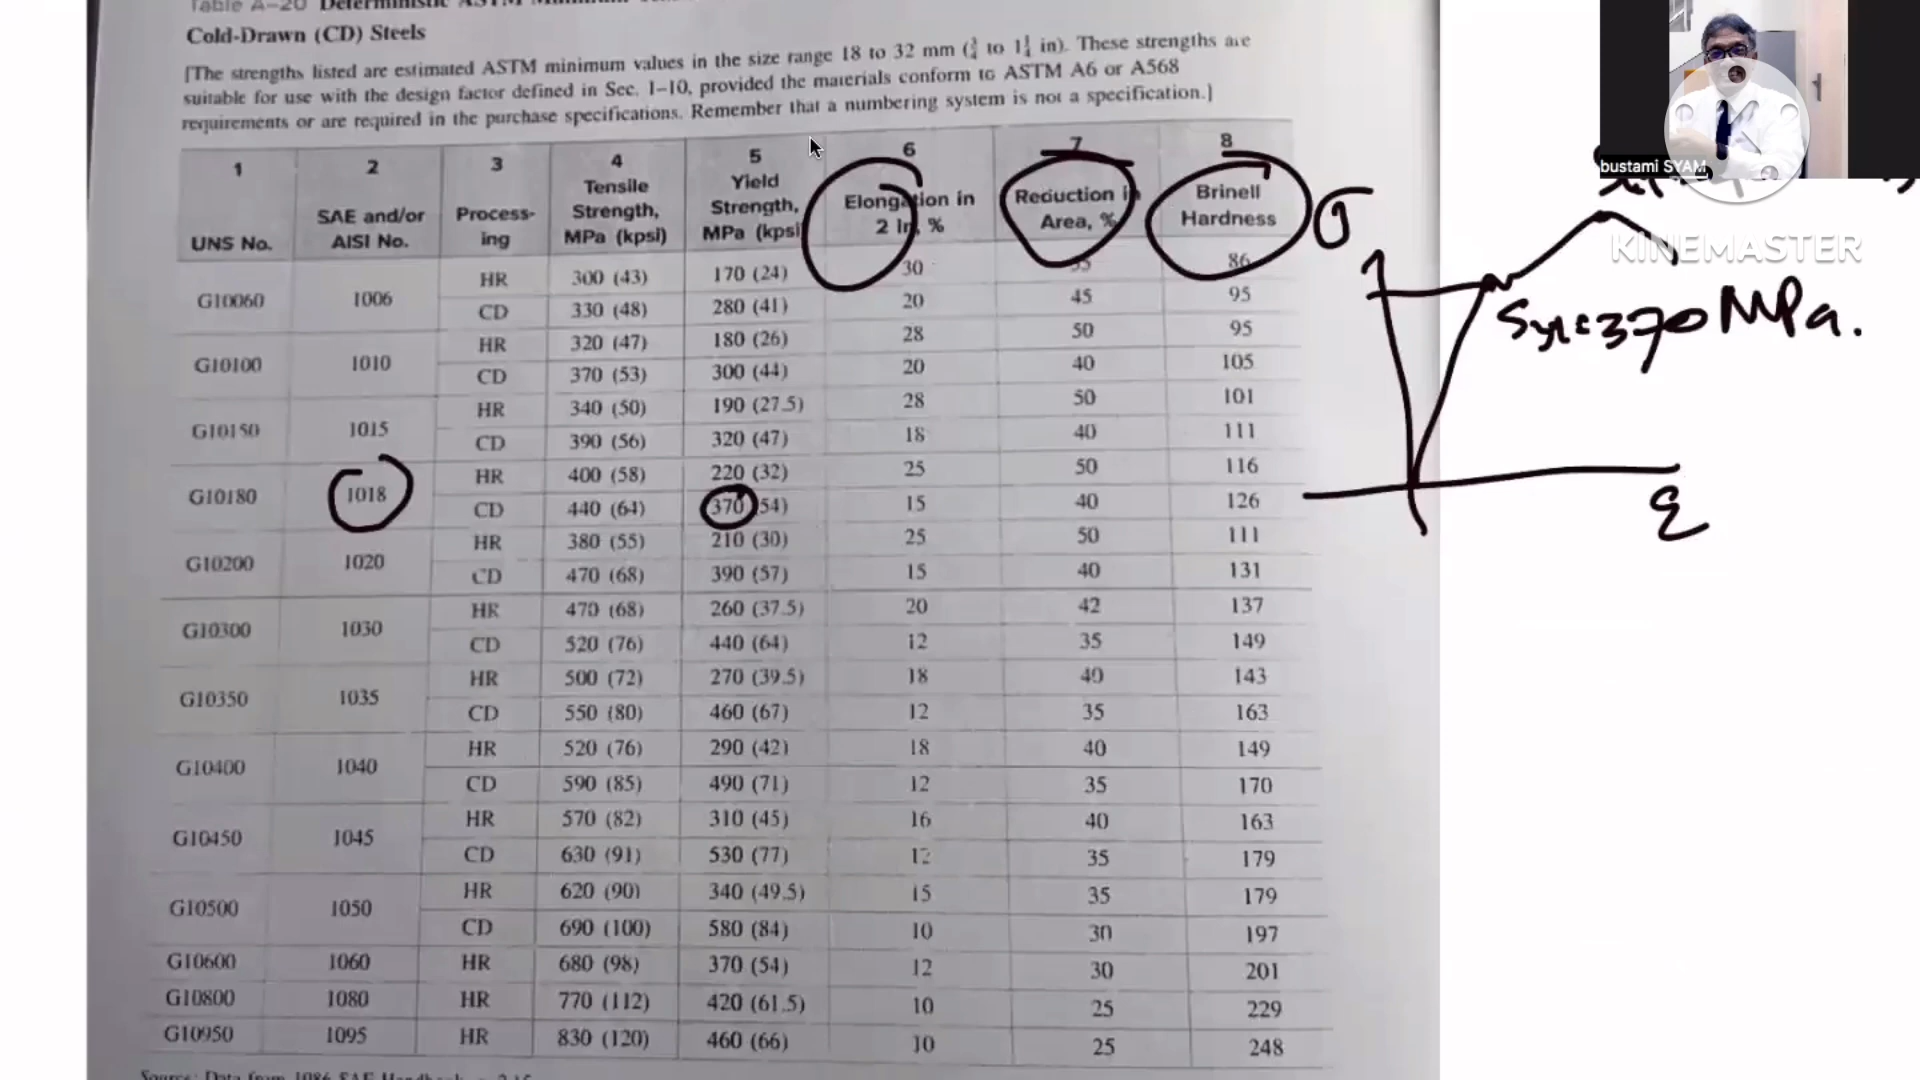 Table A-20 Deterministic ASTM Minimum
Cold-Drawn (CD) Steels
[The strengths listed are estimated ASTM minimum values in the size range 18 to 32 mm (3/4 to 1 1/4 in). These strengths are
suitable for use with the design factor defined in Sec. 1-10, provided the materials conform to ASTM A6 or A568
requirements or are required in the purchase specifications. Remember that a numbering system is not a specification.]
1 2 3 4 5 6 7 8
Tensile Yield
SAE and/or Process- Strength, Strength, Elongation in Reduction in Brinell
UNS No. AISI No. ing MPa (kpsi) MPa (kpsi) 2 In, % Area, % Hardness
G10060 1006 HR 300 (43) 170 (24) 30 55 86
CD 330 (48) 280 (41) 20 45 95
G10100 1010 HR 320 (47) 180 (26) 28 50 95
CD 370 (53) 300 (44) 20 40 105
G10150 1015 HR 340 (50) 190 (27.5) 28 50 101
CD 390 (56) 320 (47) 18 40 111
G10180 1018 HR 400 (58) 220 (32) 25 50 116
CD 440 (64) 370 (54) 15 40 126
G10200 1020 HR 380 (55) 210 (30) 25 50 111
CD 470 (68) 390 (57) 15 40 131
G10300 1030 HR 470 (68) 260 (37.5) 20 42 137
CD 520 (76) 440 (64) 12 35 149
G10350 1035 HR 500 (72) 270 (39.5) 18 40 143
CD 550 (80) 460 (67) 12 35 163
G10400 1040 HR 520 (76) 290 (42) 18 40 149
CD 590 (85) 490 (71) 12 35 170
G10450 1045 HR 570 (82) 310 (45) 16 40 163
CD 630 (91) 530 (77) 12 35 179
G10500 1050 HR 620 (90) 340 (49.5) 15 35 179
CD 690 (100) 580 (84) 10 30 197
G10600 1060 HR 680 (98) 370 (54) 12 30 201
G10800 1080 HR 770 (112) 420 (61.5) 10 25 229
G10950 1095 HR 830 (120) 460 (66) 10 25 248
Source: Data from 1986 SAE Handbook
bustami SYAM
KINEMASTER
σ
370 MPa.
ε